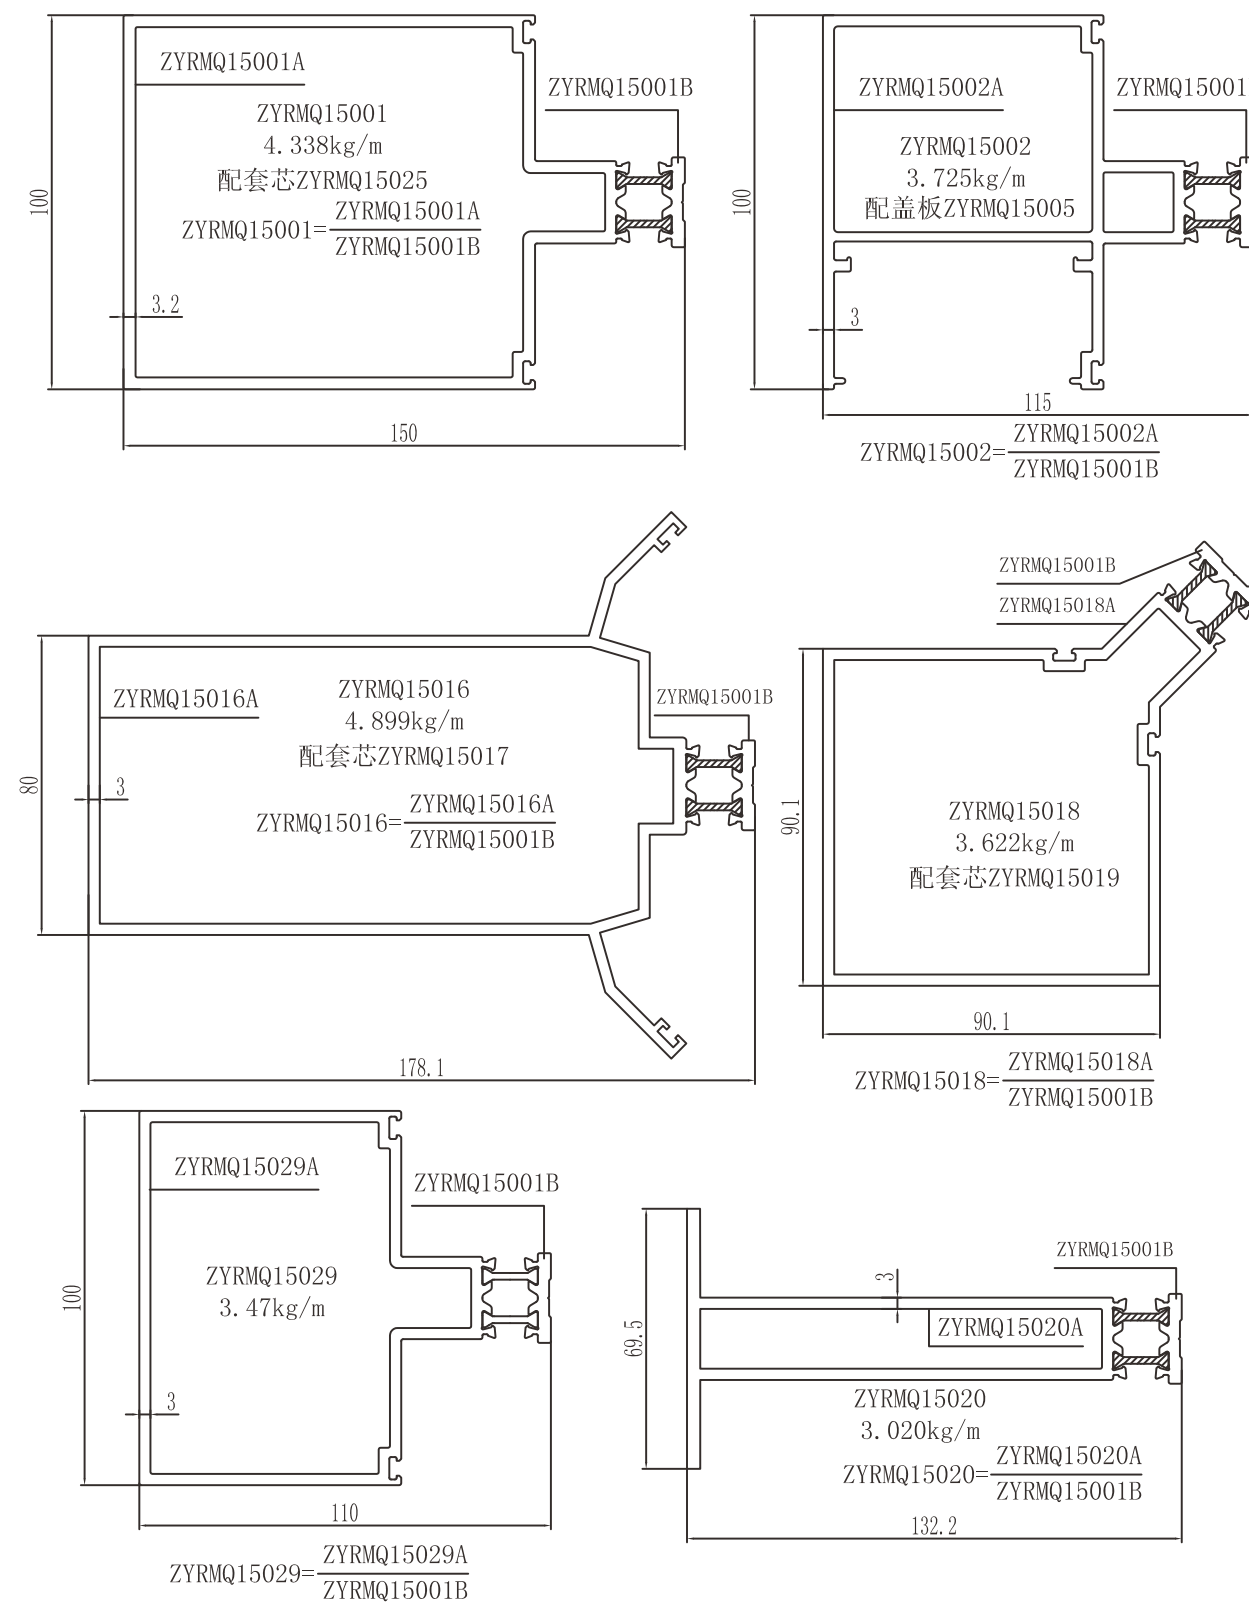 ZYRMQ15001A
ZYRMQ15001
4.338kg/m
配套芯ZYRMQ15025
ZYRMQ15001=
ZYRMQ15001A
ZYRMQ15001B
ZYRMQ15001B
100
3.2
150
ZYRMQ15002A
ZYRMQ15001
ZYRMQ15002
3.725kg/m
配盖板ZYRMQ15005
100
3
115
ZYRMQ15002=
ZYRMQ15002A
ZYRMQ15001B
ZYRMQ15016A
ZYRMQ15016
4.899kg/m
配套芯ZYRMQ15017
ZYRMQ15016=
ZYRMQ15016A
ZYRMQ15001B
ZYRMQ15001B
80
3
178.1
ZYRMQ15001B
ZYRMQ15018A
90.1
ZYRMQ15018
3.622kg/m
配套芯ZYRMQ15019
90.1
ZYRMQ15018=
ZYRMQ15018A
ZYRMQ15001B
ZYRMQ15029A
ZYRMQ15001B
ZYRMQ15029
3.47kg/m
100
3
110
ZYRMQ15029=
ZYRMQ15029A
ZYRMQ15001B
ZYRMQ15001B
3
69.5
ZYRMQ15020A
ZYRMQ15020
3.020kg/m
ZYRMQ15020=
ZYRMQ15020A
ZYRMQ15001B
132.2